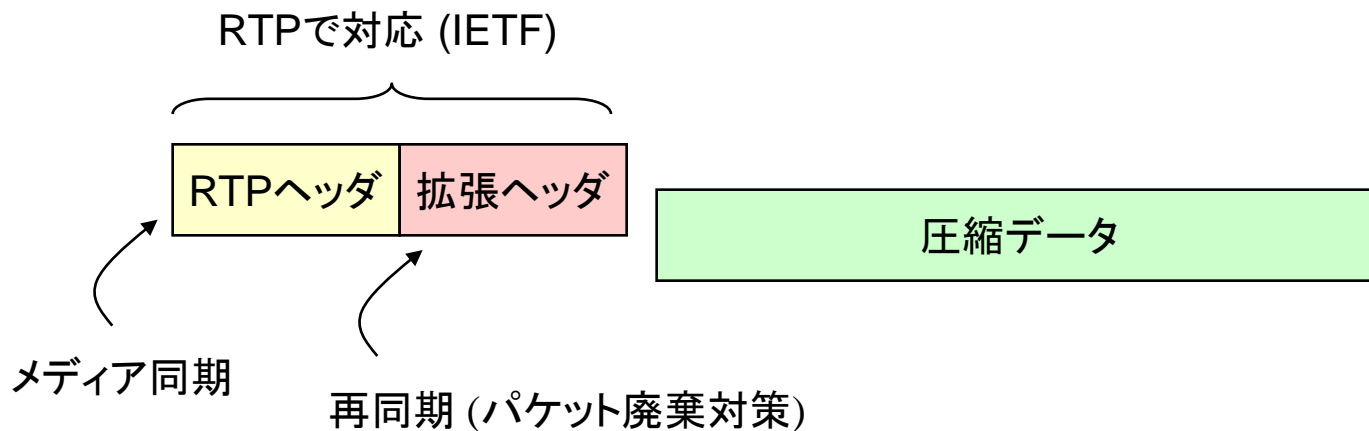 RTPで対応 (IETF)
RTPヘッダ
拡張ヘッダ
圧縮データ
メディア同期
再同期 (パケット廃棄対策)